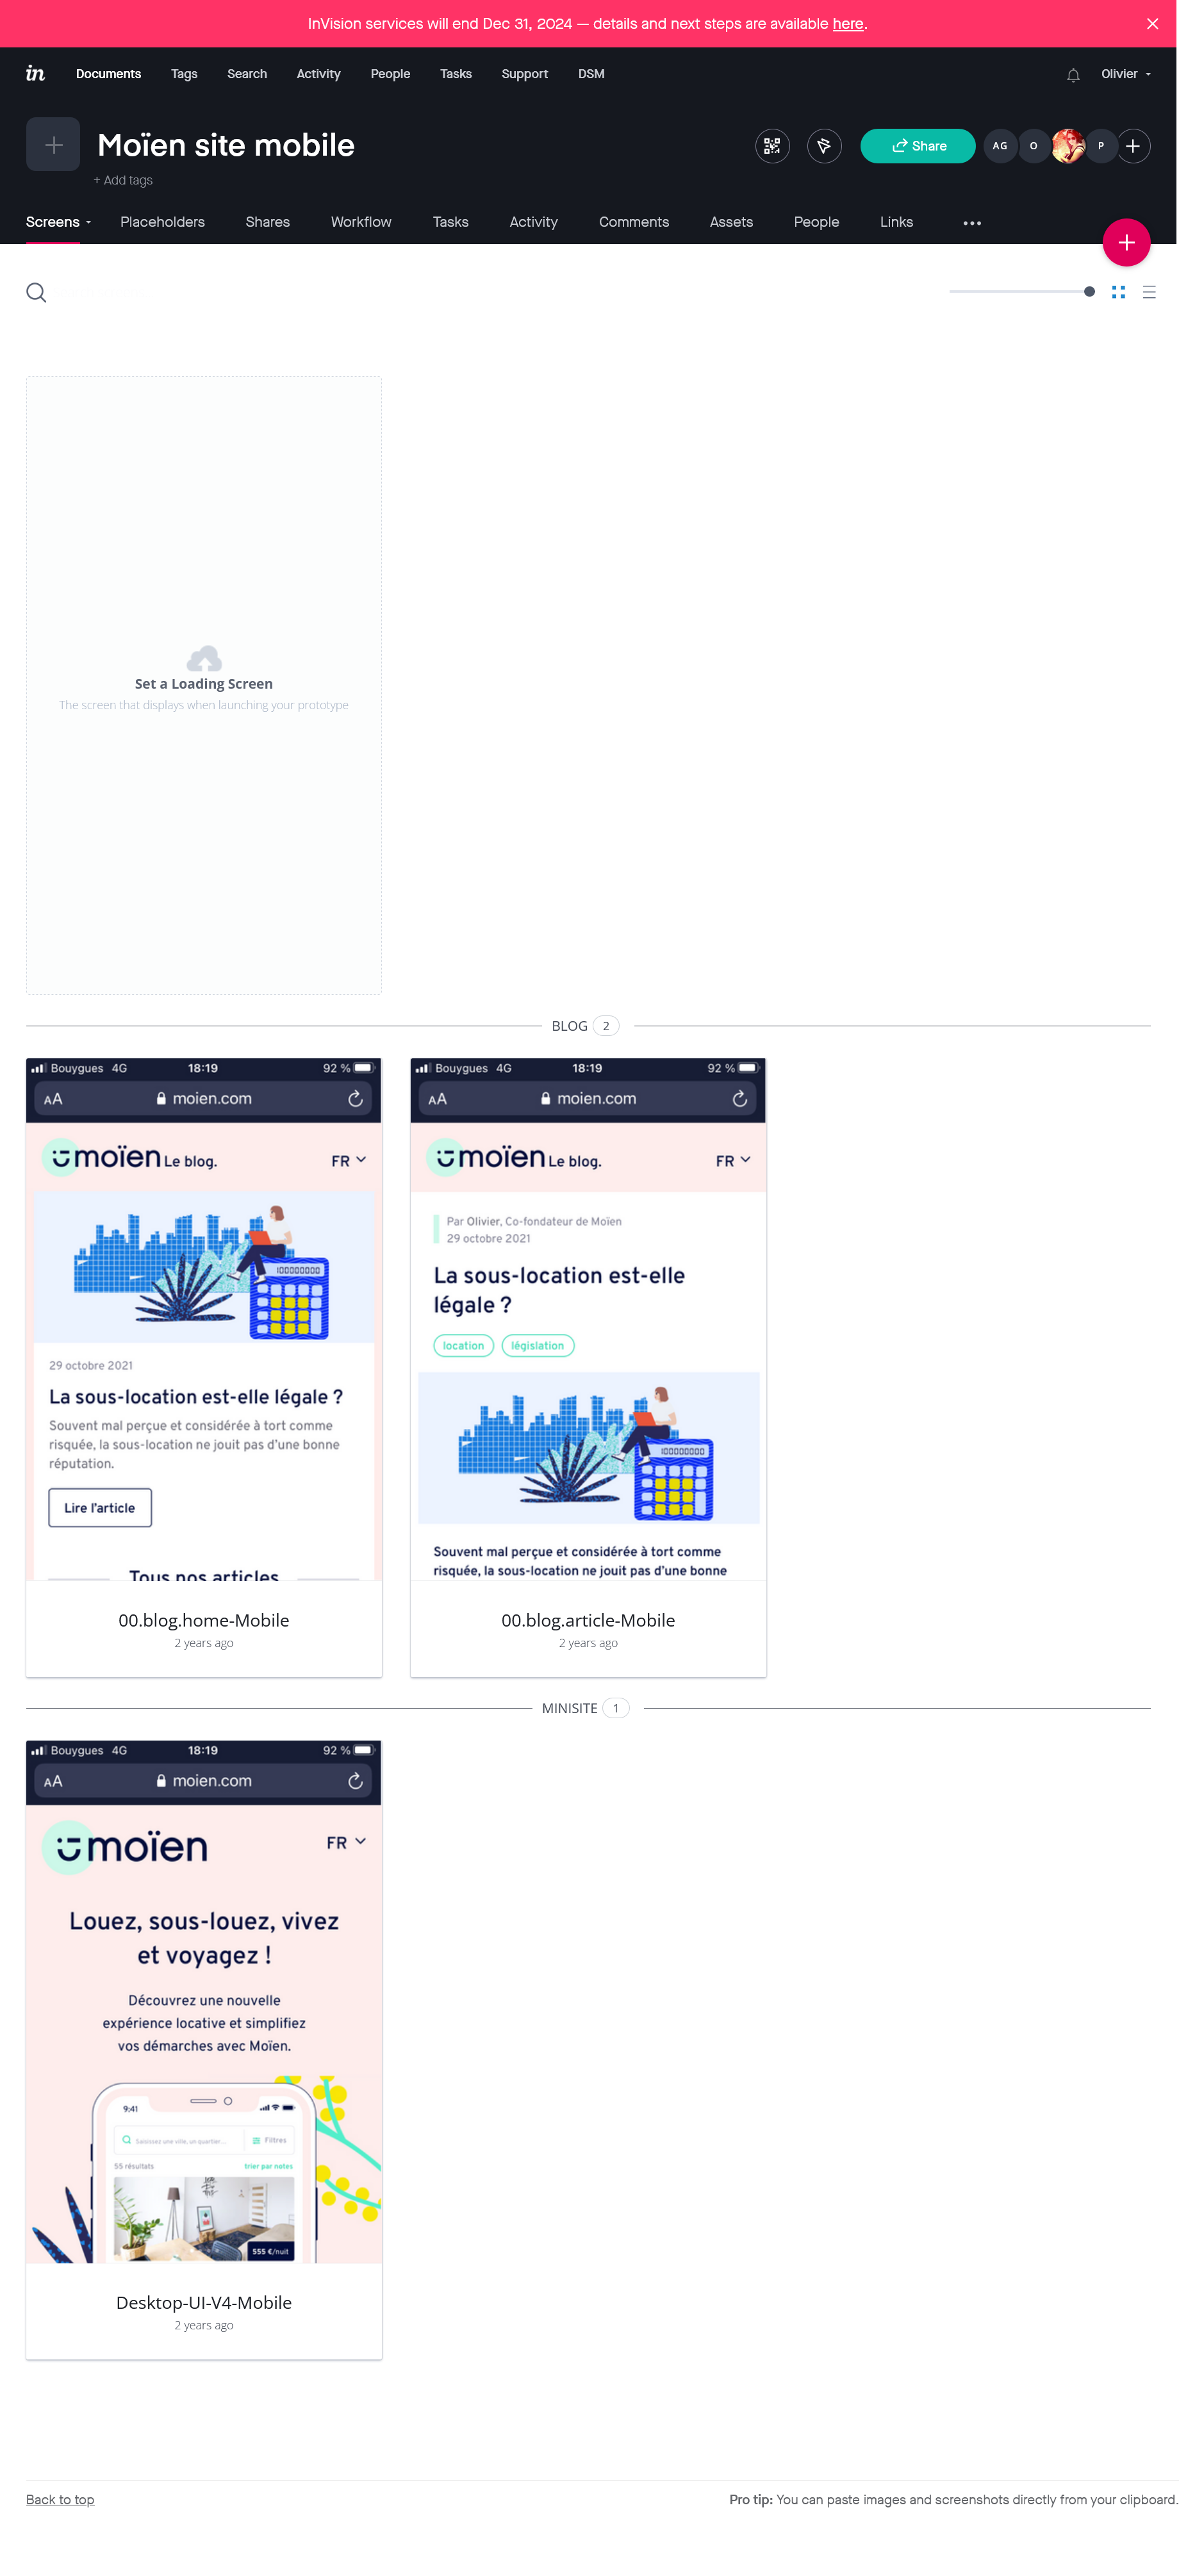 InVision services will end Dec 31, 2024 — details and next steps are available here.
in Documents Tags Search Activity People Tasks Support DSM Olivier
Moïen site mobile
Share AG O P
+ Add tags
Screens Placeholders Shares Workflow Tasks Activity Comments Assets People Links
Set a Loading Screen
The screen that displays when launching your prototype
BLOG 2
Bouygues 4G 18:19 92 %
AA moien.com
moïen Le blog. FR
100000000
29 octobre 2021
La sous-location est-elle légale ?
Souvent mal perçue et considérée à tort comme
risquée, la sous-location ne jouit pas d'une bonne
réputation.
Lire l'article
Tous nos articles
00.blog.home-Mobile
2 years ago
Bouygues 4G 18:19 92 %
AA moien.com
moïen Le blog. FR
Par Olivier, Co-fondateur de Moïen
29 octobre 2021
La sous-location est-elle
légale ?
location législation
100000000
Souvent mal perçue et considérée à tort comme
risquée, la sous-location ne jouit pas d'une bonne
00.blog.article-Mobile
2 years ago
MINISITE 1
Bouygues 4G 18:19 92 %
AA moien.com
moïen FR
Louez, sous-louez, vivez
et voyagez !
Découvrez une nouvelle
expérience locative et simplifiez
vos démarches avec Moïen.
9:41
Saisissez une ville, un quartier... Filtres
55 résultats trier par notes
555 €/nuit
Desktop-UI-V4-Mobile
2 years ago
Back to top
Pro tip: You can paste images and screenshots directly from your clipboard.